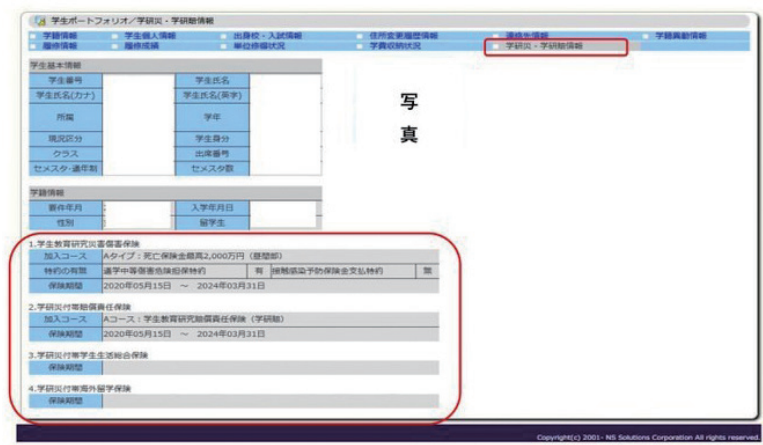 学生ポートフォリオ／学研災・学研賠情報
学籍情報 学生個人情報 出身校・入試情報 住所変更履歴情報 連絡先情報 学籍異動情報
履修情報 履修成績 単位修得状況 学費収納状況 学研災・学研賠情報
学生基本情報
学生番号 学生氏名
学生氏名(カナ) 学生氏名(英字)
所属 学年
現況区分 学生身分
クラス 出席番号
セメスタ・通年制 セメスタ数
写
真
学籍情報
生年月日 入学年月日
性別 留学生
1.学生教育研究災害傷害保険
加入コース Aタイプ：死亡保険金最高2,000万円（昼間部）
特約の有無 通学中等傷害危険担保特約 有 接触感染予防保険金支払特約 無
保険期間 2020年05月15日 ～ 2024年03月31日
2.学研災付帯賠償責任保険
加入コース Aコース：学生教育研究賠償責任保険（学研賠）
保険期間 2020年05月15日 ～ 2024年03月31日
3.学研災付帯学生生活総合保険
保険期間
4.学研災付帯海外留学保険
保険期間
Copyright(c) 2001- NS Solutions Corporation All rights reserved.